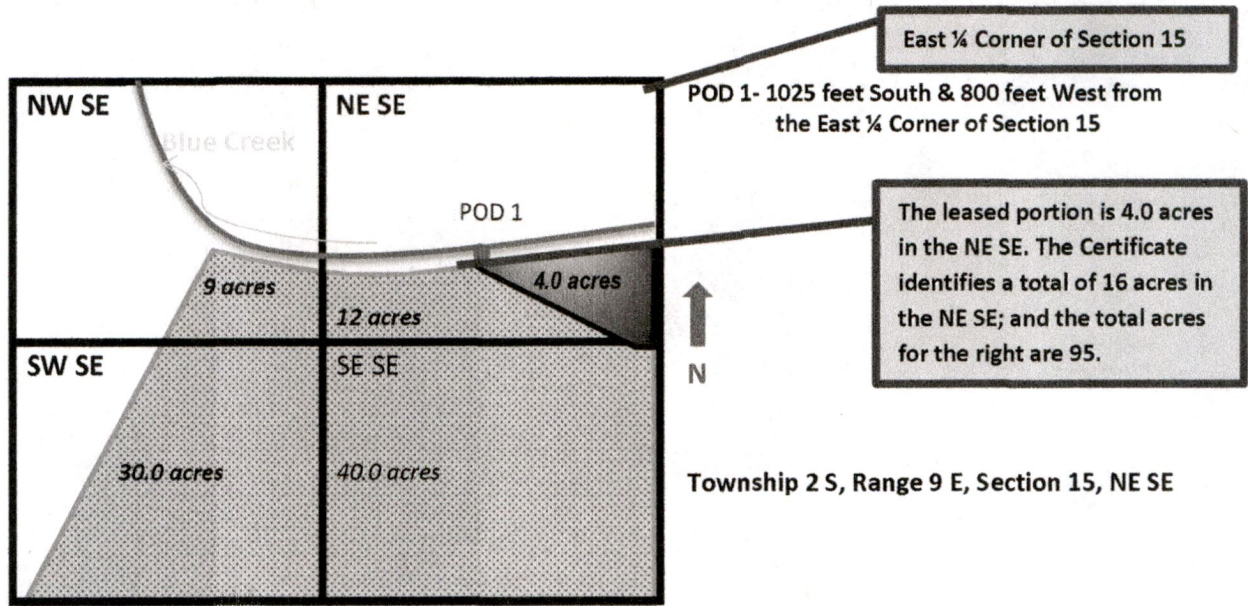 East ¼ Corner of Section 15
NW SE
NE SE
POD 1- 1025 feet South & 800 feet West from
the East ¼ Corner of Section 15
Blue Creek
POD 1
The leased portion is 4.0 acres
in the NE SE. The Certificate
identifies a total of 16 acres in
the NE SE; and the total acres
for the right are 95.
9 acres
4.0 acres
12 acres
SW SE
SE SE
N
30.0 acres
40.0 acres
Township 2 S, Range 9 E, Section 15, NE SE